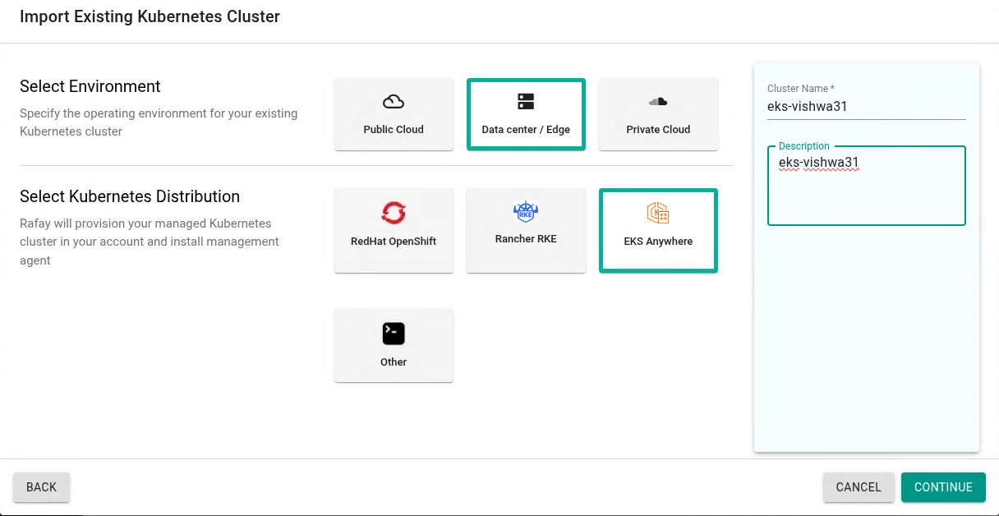 Import Existing Kubernetes Cluster
Select Environment
Specify the operating environment for your existing
Kubernetes cluster
Public Cloud
Data center / Edge
Private Cloud
Select Kubernetes Distribution
Rafay will provision your managed Kubernetes
cluster in your account and install management
agent
RedHat OpenShift
RKE
Rancher RKE
EKS Anywhere
Other
Cluster Name *
eks-vishwa31
Description
eks-vishwa31
BACK
CANCEL
CONTINUE